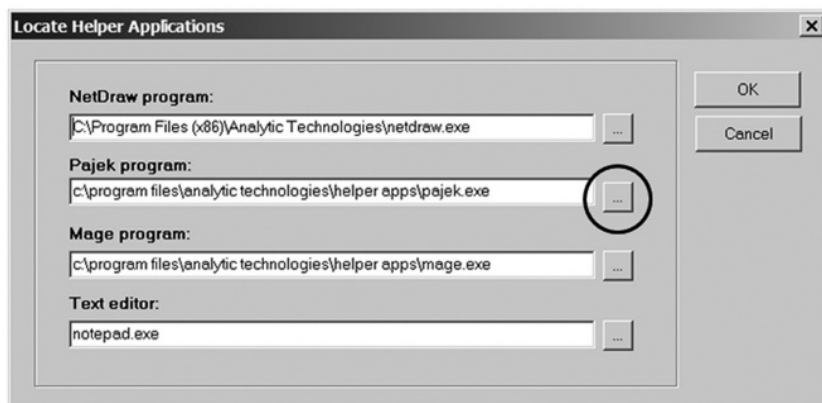 Locate Helper Applications
NetDraw program:
C:\Program Files (x86)\Analytic Technologies\netdraw.exe
...
OK
Cancel
Pajek program:
c:\program files\analytic technologies\helper apps\pajek.exe
...
Mage program:
c:\program files\analytic technologies\helper apps\mage.exe
...
Text editor:
notepad.exe
...